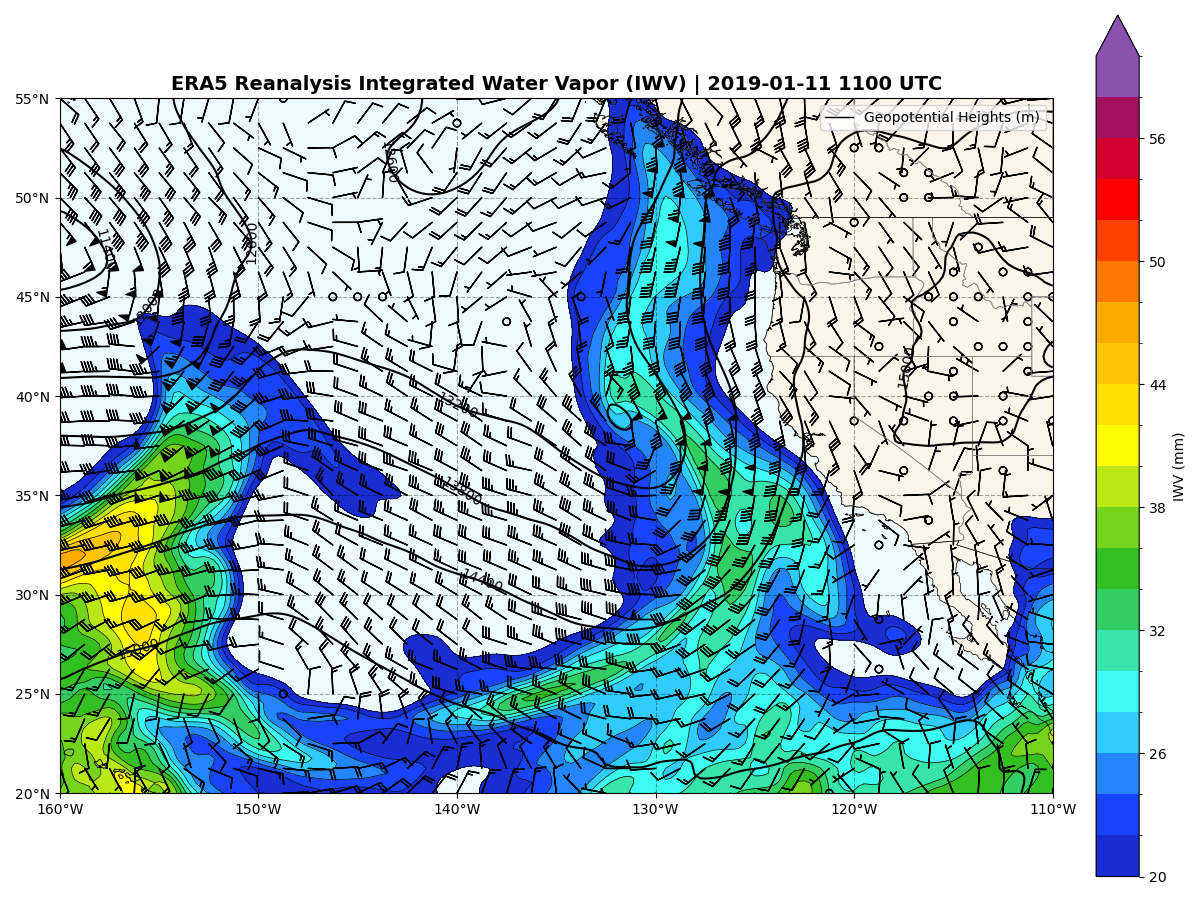 ERA5 Reanalysis Integrated Water Vapor (IWV) | 2019-01-11 1100 UTC
Geopotential Heights (m)
55°N
50°N
45°N
40°N
35°N
30°N
25°N
20°N
160°W
150°W
140°W
130°W
120°W
110°W
13200
13800
14400
15000
56
50
44
38
32
26
20
IWV (mm)